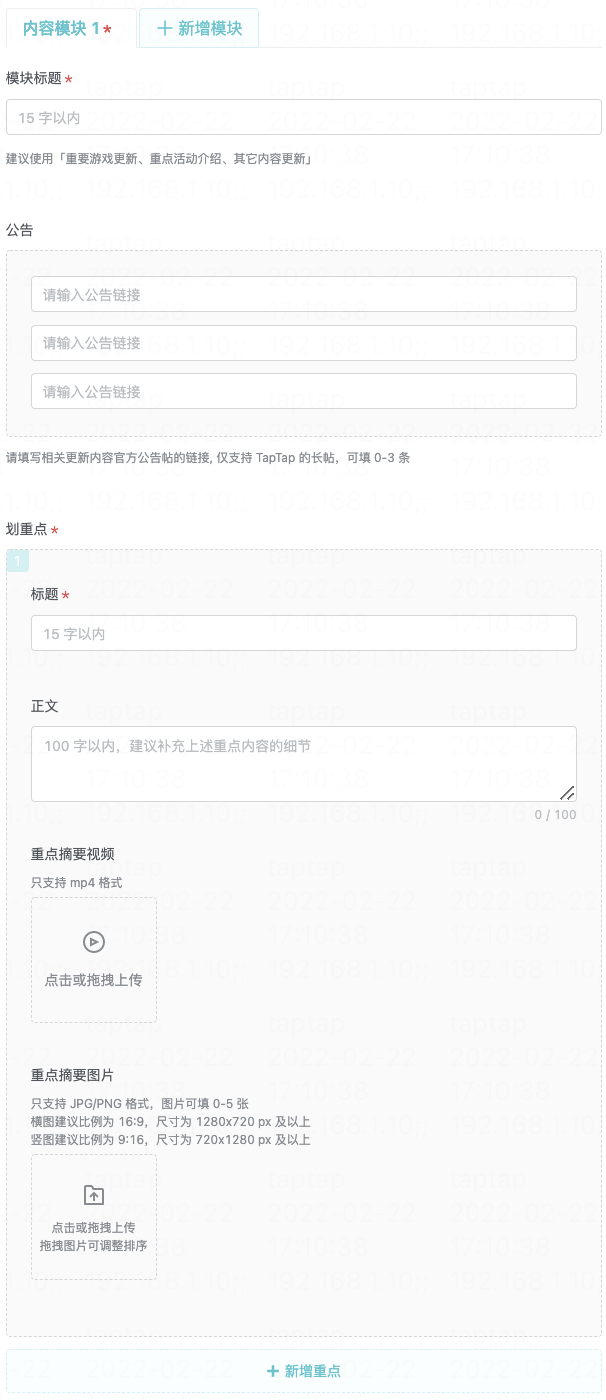 内容模块 1 *
+ 新增模块
模块标题 *
15 字以内
建议使用「重要游戏更新、重点活动介绍、其它内容更新」
公告
请输入公告链接
请输入公告链接
请输入公告链接
请填写相关更新内容官方公告帖的链接, 仅支持 TapTap 的长帖，可填 0-3 条
划重点 *
1
标题 *
15 字以内
正文
100 字以内，建议补充上述重点内容的细节
0 / 100
重点摘要视频
只支持 mp4 格式
点击或拖拽上传
重点摘要图片
只支持 JPG/PNG 格式，图片可填 0-5 张
横图建议比例为 16:9，尺寸为 1280x720 px 及以上
竖图建议比例为 9:16，尺寸为 720x1280 px 及以上
点击或拖拽上传
拖拽图片可调整排序
+ 新增重点